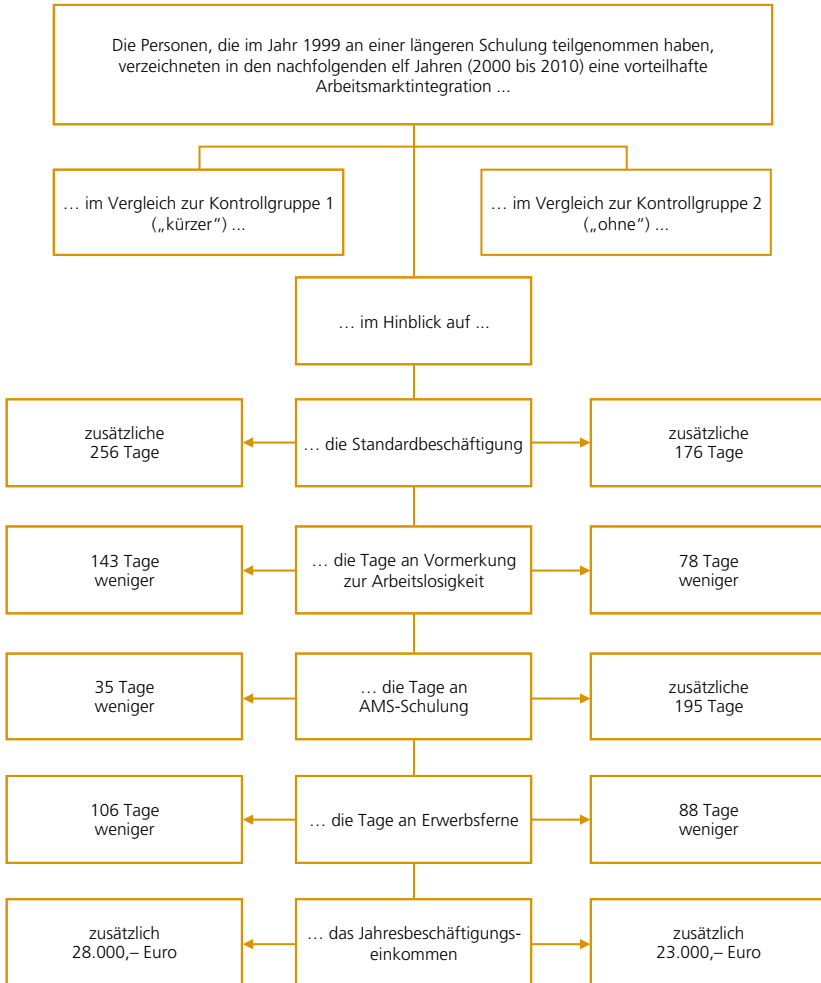 Die Personen, die im Jahr 1999 an einer längeren Schulung teilgenommen haben,
verzeichneten in den nachfolgenden elf Jahren (2000 bis 2010) eine vorteilhafte
Arbeitsmarktintegration ...
… im Vergleich zur Kontrollgruppe 1
(„kürzer“) ...
… im Vergleich zur Kontrollgruppe 2
(„ohne“) ...
… im Hinblick auf ...
zusätzliche
256 Tage
… die Standardbeschäftigung
zusätzliche
176 Tage
143 Tage
weniger
… die Tage an Vormerkung
zur Arbeitslosigkeit
78 Tage
weniger
35 Tage
weniger
… die Tage an
AMS-Schulung
zusätzliche
195 Tage
106 Tage
weniger
… die Tage an Erwerbsferne
88 Tage
weniger
zusätzlich
28.000,– Euro
… das Jahresbeschäftigungs-
einkommen
zusätzlich
23.000,– Euro